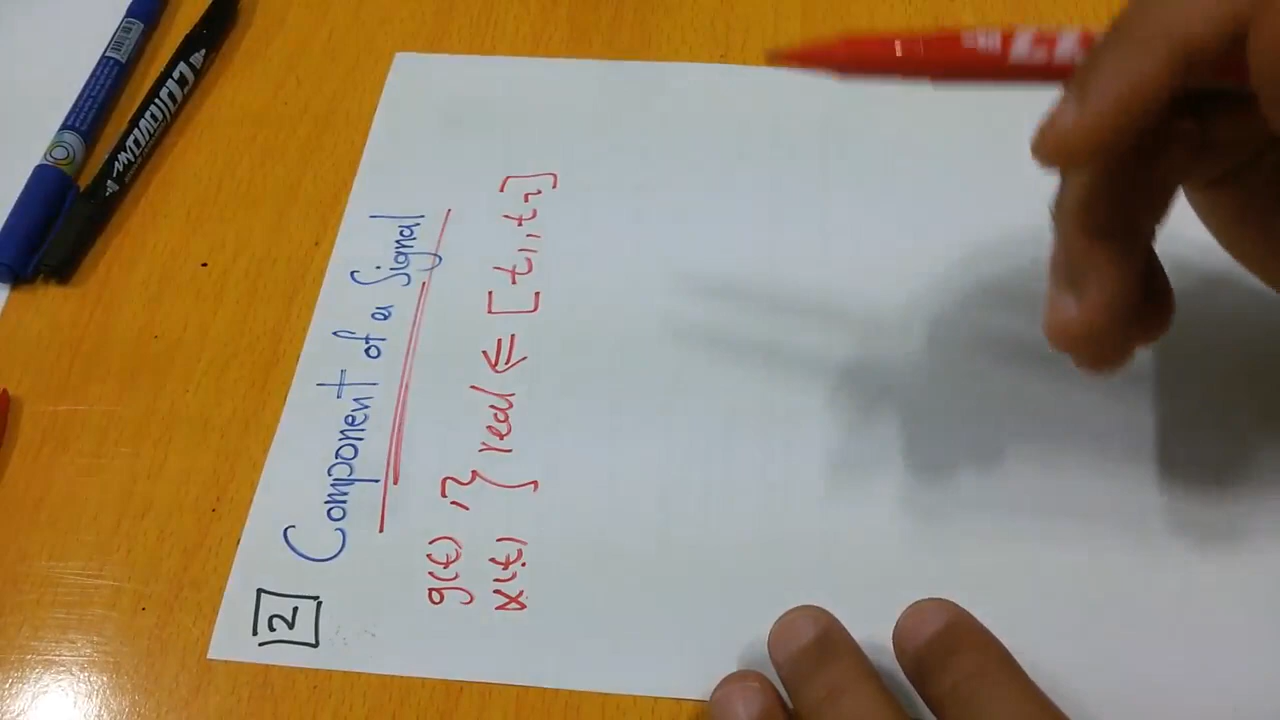 2
Component of a Signal
g(t) , } real ∈ [t1, t2]
x(t)